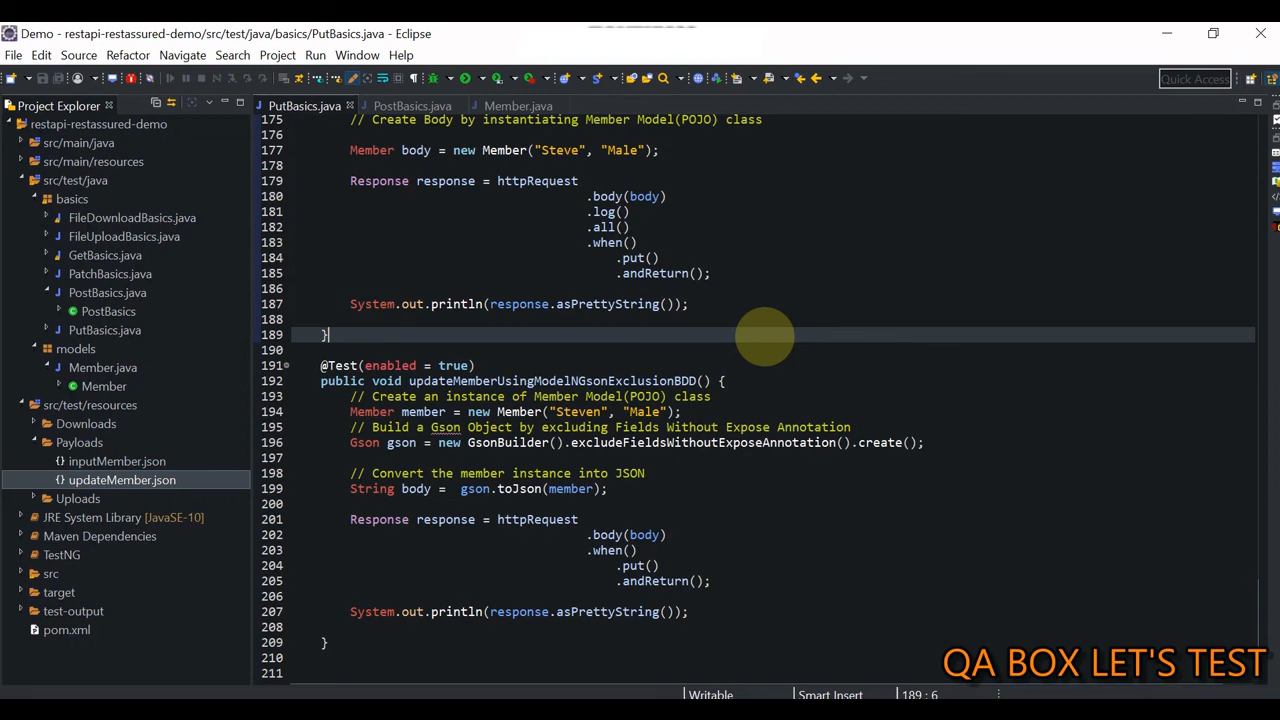 Demo - restapi-restassured-demo/src/test/java/basics/PutBasics.java - Eclipse
File Edit Source Refactor Navigate Search Project Run Window Help
Quick Access
Project Explorer
restapi-restassured-demo
src/main/java
src/main/resources
src/test/java
basics
FileDownloadBasics.java
FileUploadBasics.java
GetBasics.java
PatchBasics.java
PostBasics.java
PostBasics
PutBasics.java
models
Member.java
Member
src/test/resources
Downloads
Payloads
{} inputMember.json
{} updateMember.json
Uploads
JRE System Library [JavaSE-10]
Maven Dependencies
TestNG
src
target
test-output
pom.xml
PutBasics.java PostBasics.java Member.java
175 // Create Body by instantiating Member Model(POJO) class
176
177 Member body = new Member("Steve", "Male");
178
179 Response response = httpRequest
180 .body(body)
181 .log()
182 .all()
183 .when()
184 .put()
185 .andReturn();
186
187 System.out.println(response.asPrettyString());
188
189 }
190
191 @Test(enabled = true)
192 public void updateMemberUsingModelNGsonExclusionBDD() {
193 // Create an instance of Member Model(POJO) class
194 Member member = new Member("Steven", "Male");
195 // Build a Gson Object by excluding Fields Without Expose Annotation
196 Gson gson = new GsonBuilder().excludeFieldsWithoutExposeAnnotation().create();
197
198 // Convert the member instance into JSON
199 String body = gson.toJson(member);
200
201 Response response = httpRequest
202 .body(body)
203 .when()
204 .put()
205 .andReturn();
206
207 System.out.println(response.asPrettyString());
208
209 }
210
211
QA BOX LET'S TEST
Writable Smart Insert 189 : 6